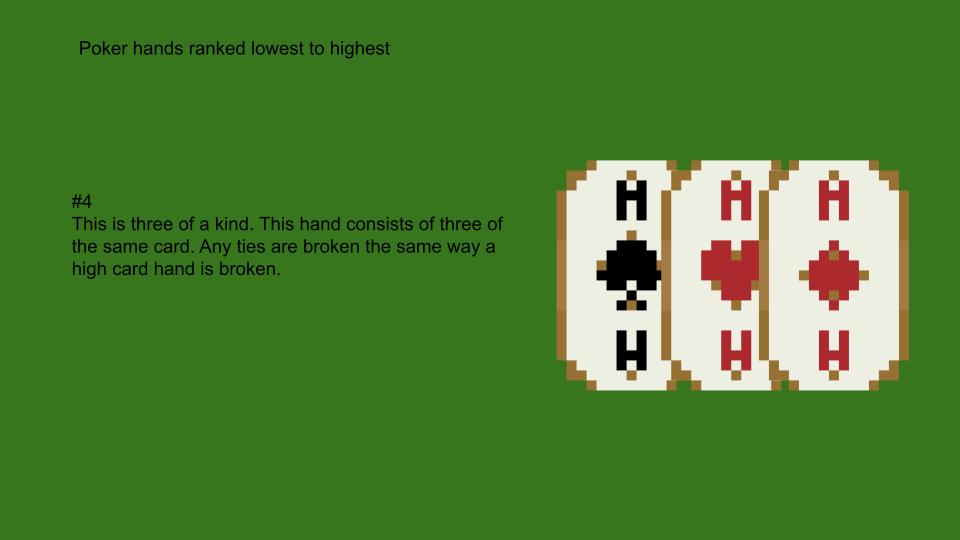 Poker hands ranked lowest to highest
#4
This is three of a kind. This hand consists of three of
the same card. Any ties are broken the same way a
high card hand is broken.
H H H
H H H